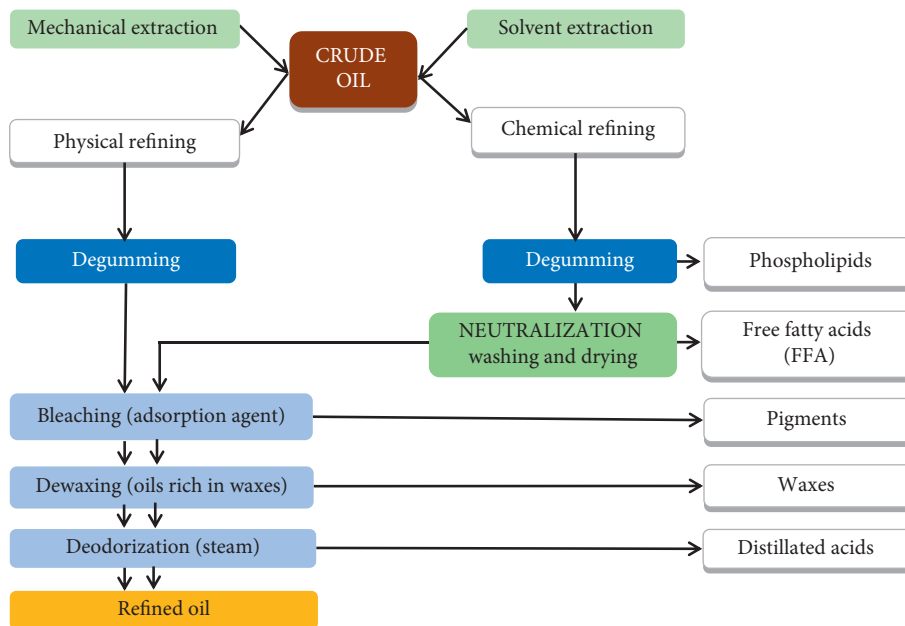 Mechanical extraction
Solvent extraction
CRUDE
OIL
Physical refining
Chemical refining
Degumming
Degumming
Phospholipids
NEUTRALIZATION
washing and drying
Free fatty acids
(FFA)
Bleaching (adsorption agent)
Pigments
Dewaxing (oils rich in waxes)
Waxes
Deodorization (steam)
Distillated acids
Refined oil